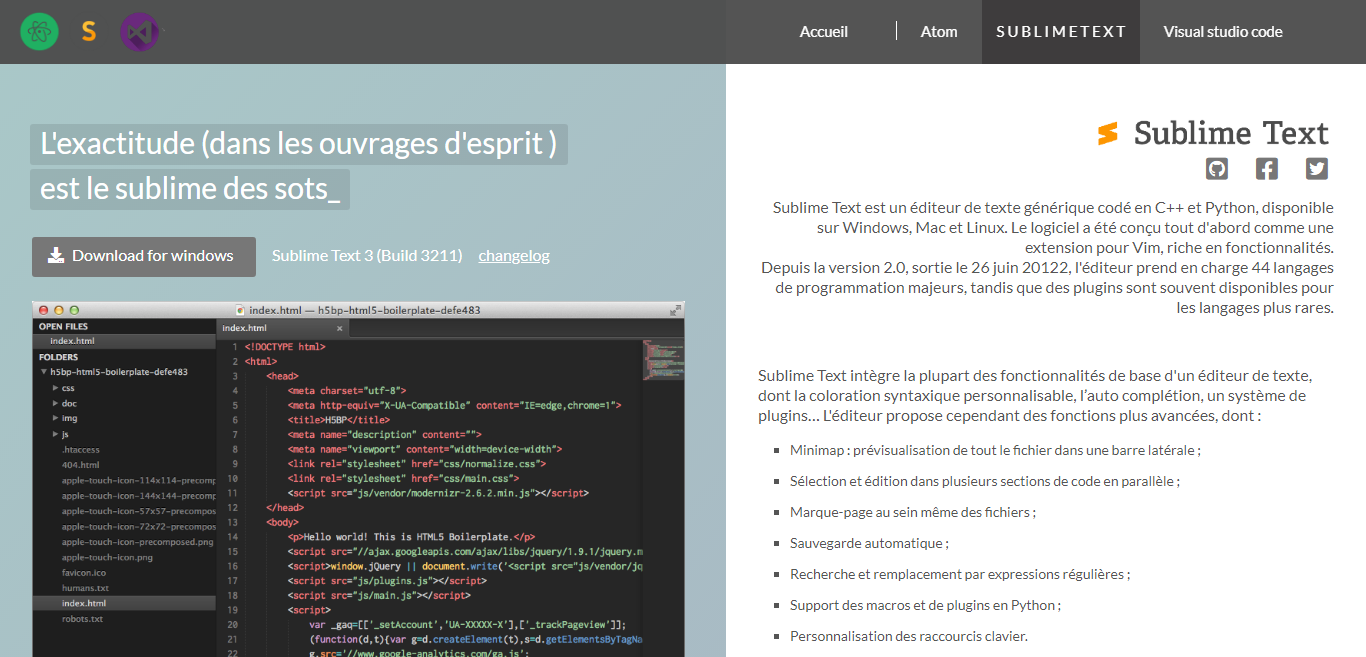 S
Accueil
Atom
SUBLIMETEXT
Visual studio code
L'exactitude (dans les ouvrages d'esprit )
est le sublime des sots_
Download for windows
Sublime Text 3 (Build 3211)
changelog
index.html — h5bp-html5-boilerplate-defe483
OPEN FILES
index.html
FOLDERS
h5bp-html5-boilerplate-defe483
css
doc
img
js
.htaccess
404.html
apple-touch-icon-114x114-precomp
apple-touch-icon-144x144-precomp
apple-touch-icon-57x57-precompos
apple-touch-icon-72x72-precompos
apple-touch-icon-precomposed.png
apple-touch-icon.png
favicon.ico
humans.txt
index.html
robots.txt
index.html
1 <!DOCTYPE html>
2 <html>
3 <head>
4 <meta charset="utf-8">
5 <meta http-equiv="X-UA-Compatible" content="IE=edge,chrome=1">
6 <title>H5BP</title>
7 <meta name="description" content="">
8 <meta name="viewport" content="width=device-width">
9 <link rel="stylesheet" href="css/normalize.css">
10 <link rel="stylesheet" href="css/main.css">
11 <script src="js/vendor/modernizr-2.6.2.min.js"></script>
12 </head>
13 <body>
14 <p>Hello world! This is HTML5 Boilerplate.</p>
15 <script src="//ajax.googleapis.com/ajax/libs/jquery/1.9.1/jquery.m
16 <script>window.jQuery || document.write('<script src="js/vendor/jq
17 <script src="js/plugins.js"></script>
18 <script src="js/main.js"></script>
19 <script>
20 var _gaq=[['_setAccount','UA-XXXXX-X'],['_trackPageview']];
21 (function(d,t){var g=d.createElement(t),s=d.getElementsByTagNa
22 g.src='//www.google-analytics.com/ga.js';
Sublime Text
Sublime Text est un éditeur de texte générique codé en C++ et Python, disponible
sur Windows, Mac et Linux. Le logiciel a été conçu tout d'abord comme une
extension pour Vim, riche en fonctionnalités.
Depuis la version 2.0, sortie le 26 juin 20122, l'éditeur prend en charge 44 langages
de programmation majeurs, tandis que des plugins sont souvent disponibles pour
les langages plus rares.
Sublime Text intègre la plupart des fonctionnalités de base d'un éditeur de texte,
dont la coloration syntaxique personnalisable, l’auto complétion, un système de
plugins… L'éditeur propose cependant des fonctions plus avancées, dont :
Minimap : prévisualisation de tout le fichier dans une barre latérale ;
Sélection et édition dans plusieurs sections de code en parallèle ;
Marque-page au sein même des fichiers ;
Sauvegarde automatique ;
Recherche et remplacement par expressions régulières ;
Support des macros et de plugins en Python ;
Personnalisation des raccourcis clavier.